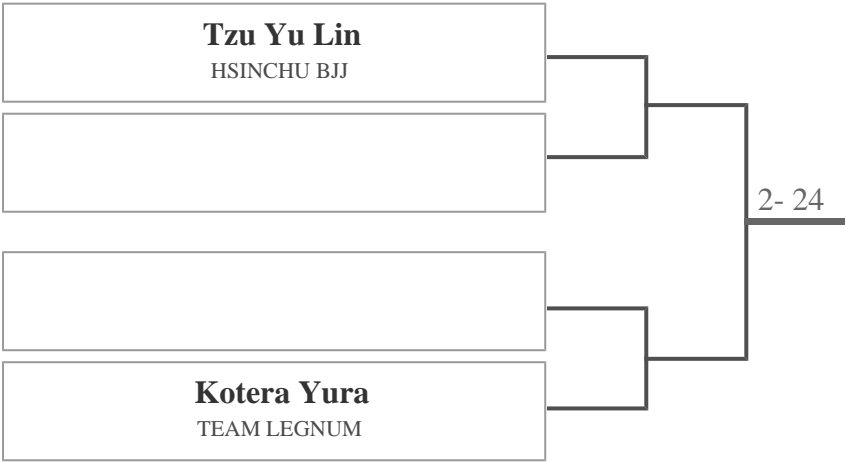 Tzu Yu Lin
HSINCHU BJJ
2- 24
Kotera Yura
TEAM LEGNUM